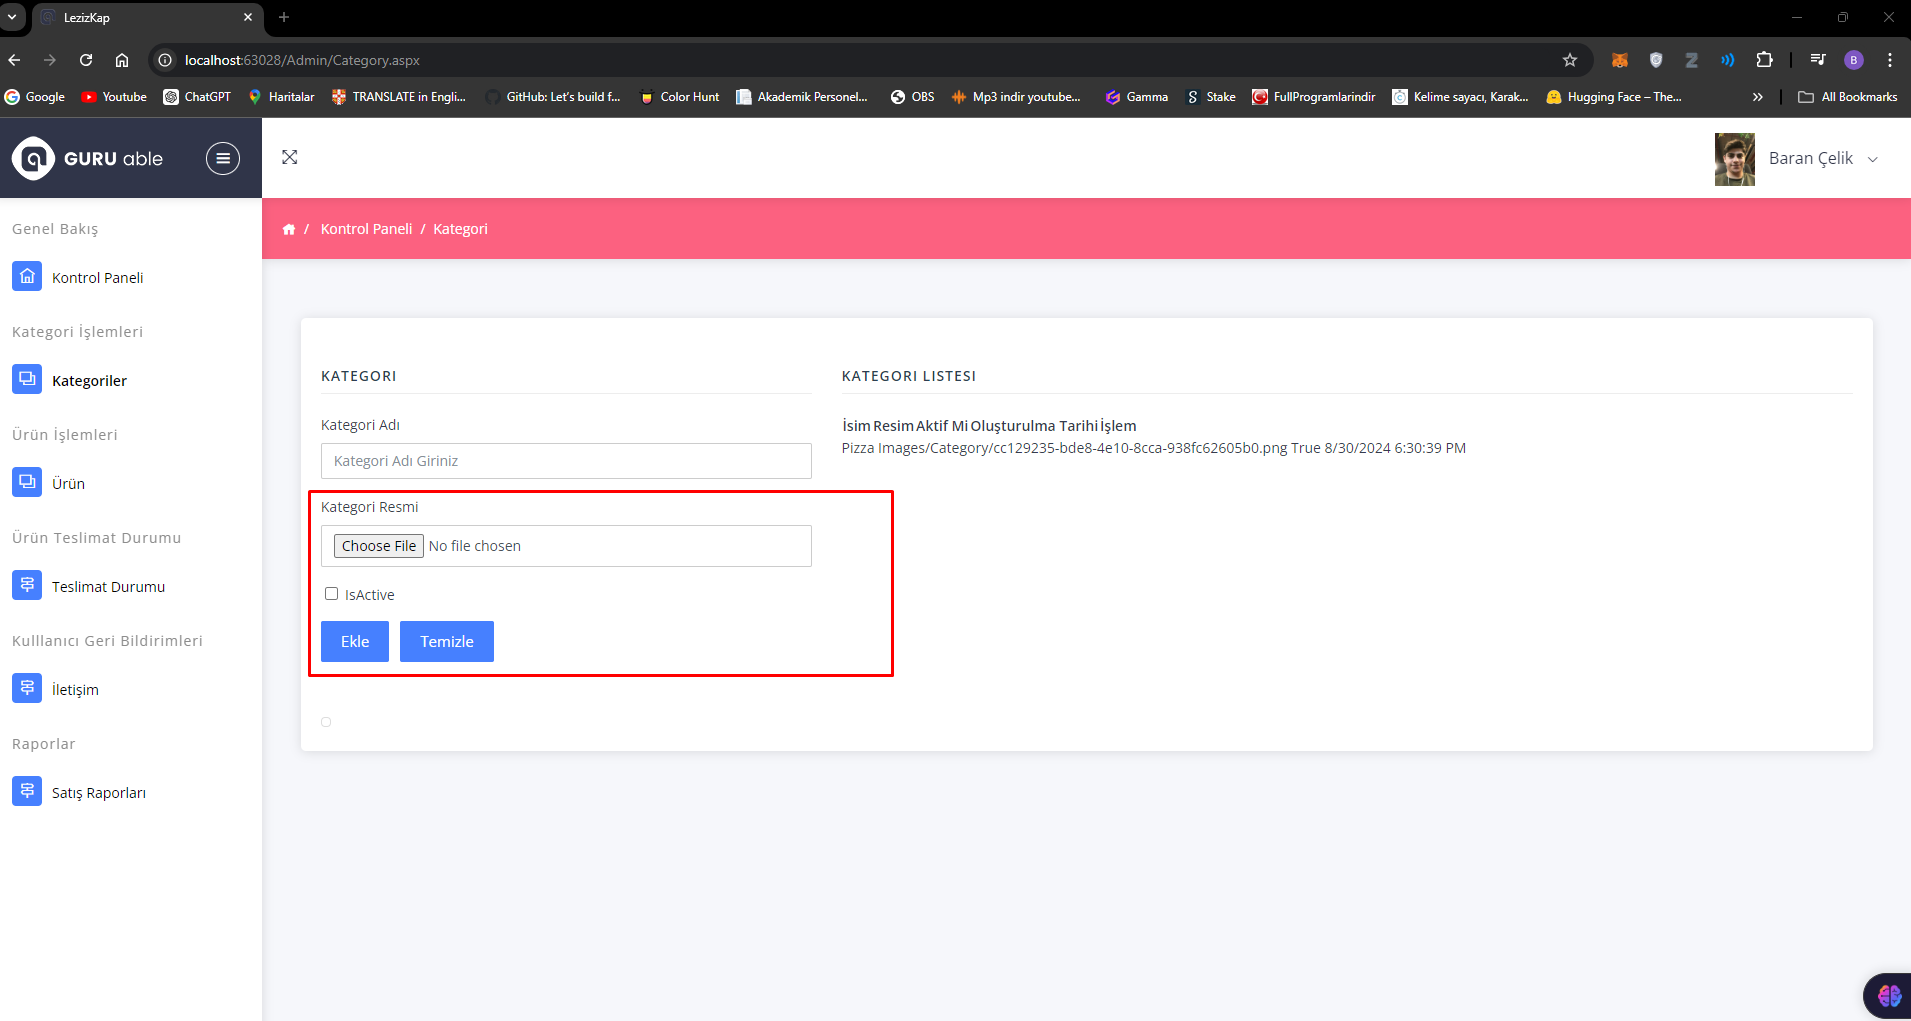 LezizKap
localhost:63028/Admin/Category.aspx
B
Google Youtube ChatGPT Haritalar TRANSLATE in Engli... GitHub: Let's build f... Color Hunt Akademik Personel... OBS Mp3 indir youtube... Gamma Stake FullProgramlarindir Kelime sayacı, Karak... Hugging Face – The... » All Bookmarks
GURU able
Baran Çelik
/ Kontrol Paneli / Kategori
Genel Bakış
Kontrol Paneli
Kategori İşlemleri
Kategoriler
Ürün İşlemleri
Ürün
Ürün Teslimat Durumu
Teslimat Durumu
Kulllanıcı Geri Bildirimleri
İletişim
Raporlar
Satış Raporları
KATEGORI
Kategori Adı
Kategori Adı Giriniz
Kategori Resmi
Choose File No file chosen
IsActive
Ekle Temizle
KATEGORI LISTESI
İsim Resim Aktif Mi Oluşturulma Tarihi İşlem
Pizza Images/Category/cc129235-bde8-4e10-8cca-938fc62605b0.png True 8/30/2024 6:30:39 PM